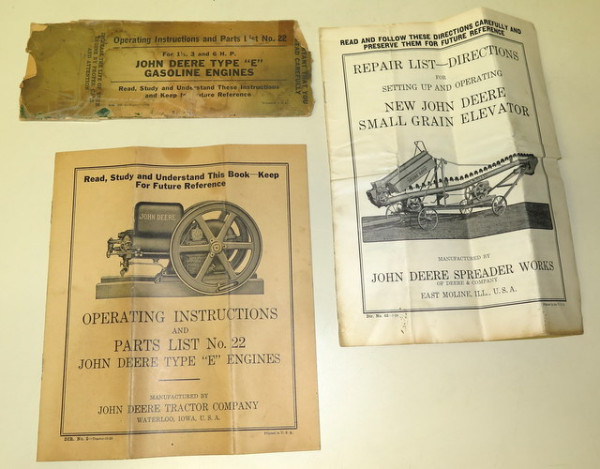 Operating Instructions and Parts List No. 22
For 1½, 3 and 6 H. P.
JOHN DEERE TYPE "E"
GASOLINE ENGINES
Read, Study and Understand These Instructions
and Keep for Future Reference
READ AND FOLLOW THESE DIRECTIONS CAREFULLY AND
PRESERVE THEM FOR FUTURE REFERENCE
REPAIR LIST—DIRECTIONS
FOR
SETTING UP AND OPERATING
NEW JOHN DEERE
SMALL GRAIN ELEVATOR
MANUFACTURED BY
JOHN DEERE SPREADER WORKS
OF DEERE & COMPANY
EAST MOLINE, ILL., U. S. A.
Read, Study and Understand This Book—Keep
For Future Reference
JOHN DEERE
OPERATING INSTRUCTIONS
AND
PARTS LIST No. 22
JOHN DEERE TYPE "E" ENGINES
MANUFACTURED BY
JOHN DEERE TRACTOR COMPANY
WATERLOO, IOWA, U. S. A.
Printed in U. S. A.